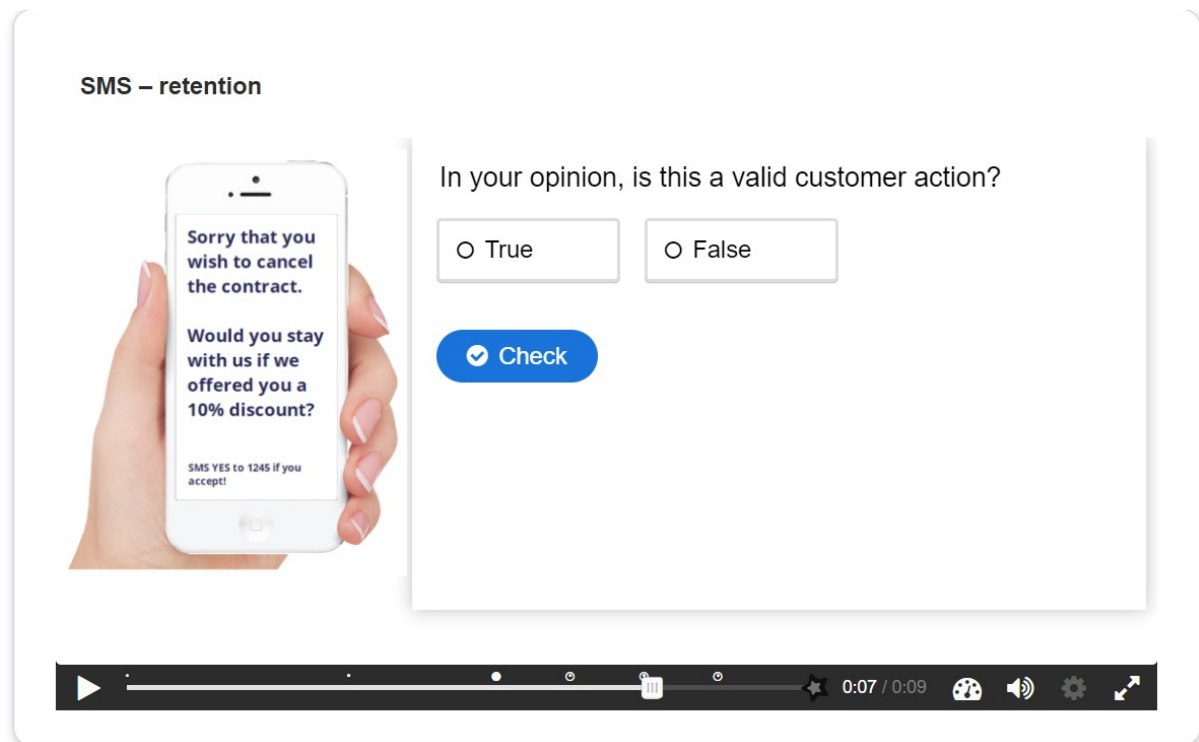 SMS – retention
Sorry that you
wish to cancel
the contract.
Would you stay
with us if we
offered you a
10% discount?
SMS YES to 1245 if you
accept!
In your opinion, is this a valid customer action?
True
False
Check
0:07 / 0:09